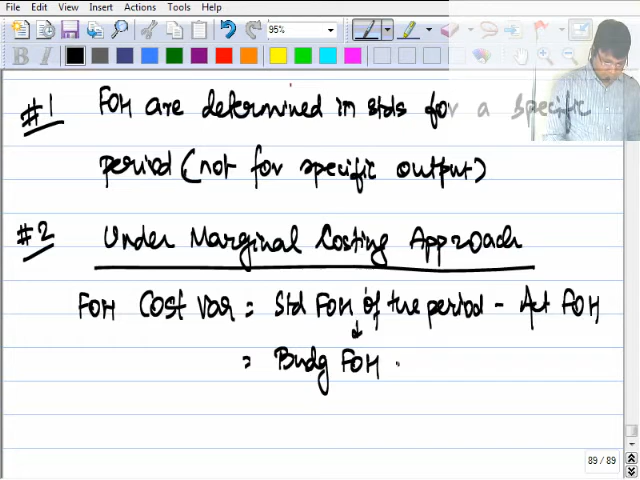 File Edit View Insert Actions Tools Help
95%
B I U
#1 FOH are determined in stds for a specific
period (not for specific output)
#2 Under Marginal Costing Approach
FOH Cost Var = Std FOH of the period - Act FOH
= Budg FOH -
89 / 89